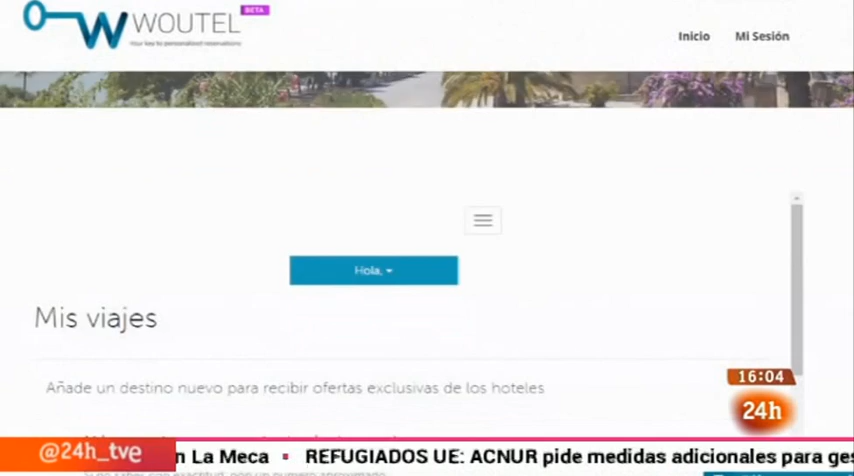 WOUTEL
BETA
Your key to personalized reservations
Inicio
Mi Sesión
Hola,
Mis viajes
Añade un destino nuevo para recibir ofertas exclusivas de los hoteles
16:04
24h
@24h_tve
n La Meca ▪ REFUGIADOS UE: ACNUR pide medidas adicionales para ges